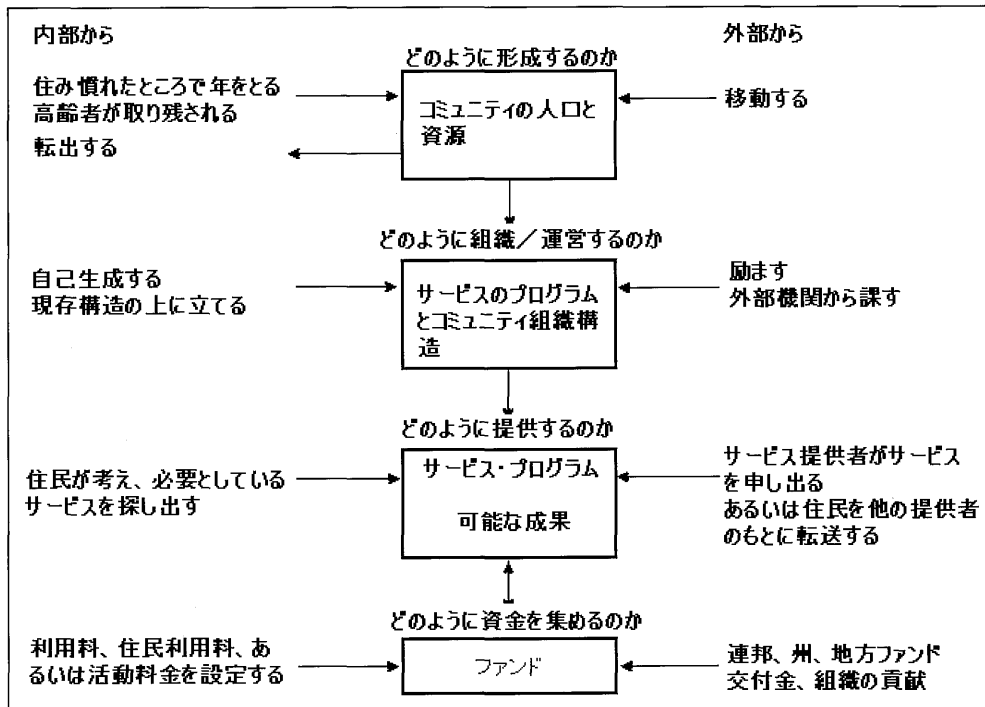 内部から
外部から
どのように形成するのか
住み慣れたところで年をとる
高齢者が取り残される
転出する
コミュニティの人口と
資源
移動する
どのように組織／運営するのか
自己生成する
現存構造の上に立てる
サービスのプログラム
とコミュニティ組織構
造
励ます
外部機関から課す
どのように提供するのか
住民が考え、必要としている
サービスを探し出す
サービス・プログラム
可能な成果
サービス提供者がサービス
を申し出る
あるいは住民を他の提供者
のもとに転送する
どのように資金を集めるのか
利用料、住民利用料、あ
るいは活動料金を設定する
ファンド
連邦、州、地方ファンド
交付金、組織の貢献